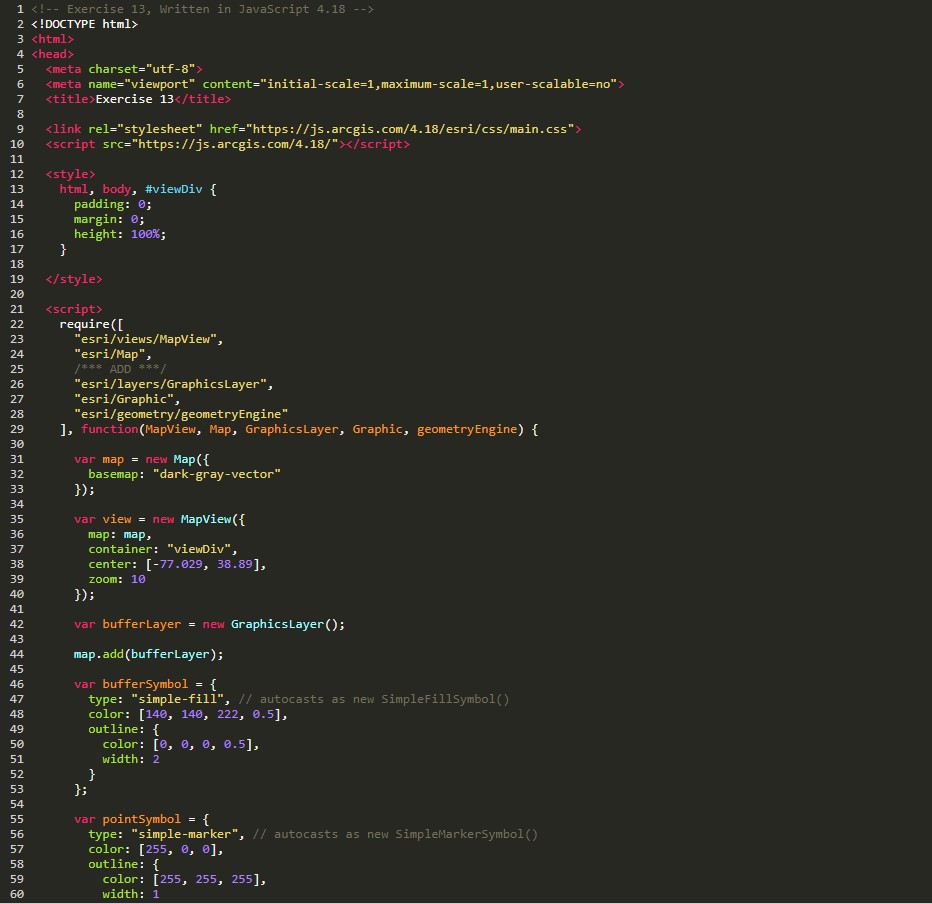 1 <!-- Exercise 13, Written in JavaScript 4.18 -->
2 <!DOCTYPE html>
3 <html>
4 <head>
5   <meta charset="utf-8">
6   <meta name="viewport" content="initial-scale=1,maximum-scale=1,user-scalable=no">
7   <title>Exercise 13</title>
8
9   <link rel="stylesheet" href="https://js.arcgis.com/4.18/esri/css/main.css">
10   <script src="https://js.arcgis.com/4.18/"></script>
11
12   <style>
13     html, body, #viewDiv {
14       padding: 0;
15       margin: 0;
16       height: 100%;
17     }
18
19   </style>
20
21   <script>
22     require([
23       "esri/views/MapView",
24       "esri/Map",
25       /*** ADD ***/
26       "esri/layers/GraphicsLayer",
27       "esri/Graphic",
28       "esri/geometry/geometryEngine"
29     ], function(MapView, Map, GraphicsLayer, Graphic, geometryEngine) {
30
31       var map = new Map({
32         basemap: "dark-gray-vector"
33       });
34
35       var view = new MapView({
36         map: map,
37         container: "viewDiv",
38         center: [-77.029, 38.89],
39         zoom: 10
40       });
41
42       var bufferLayer = new GraphicsLayer();
43
44       map.add(bufferLayer);
45
46       var bufferSymbol = {
47         type: "simple-fill", // autocasts as new SimpleFillSymbol()
48         color: [140, 140, 222, 0.5],
49         outline: {
50           color: [0, 0, 0, 0.5],
51           width: 2
52         }
53       };
54
55       var pointSymbol = {
56         type: "simple-marker", // autocasts as new SimpleMarkerSymbol()
57         color: [255, 0, 0],
58         outline: {
59           color: [255, 255, 255],
60           width: 1